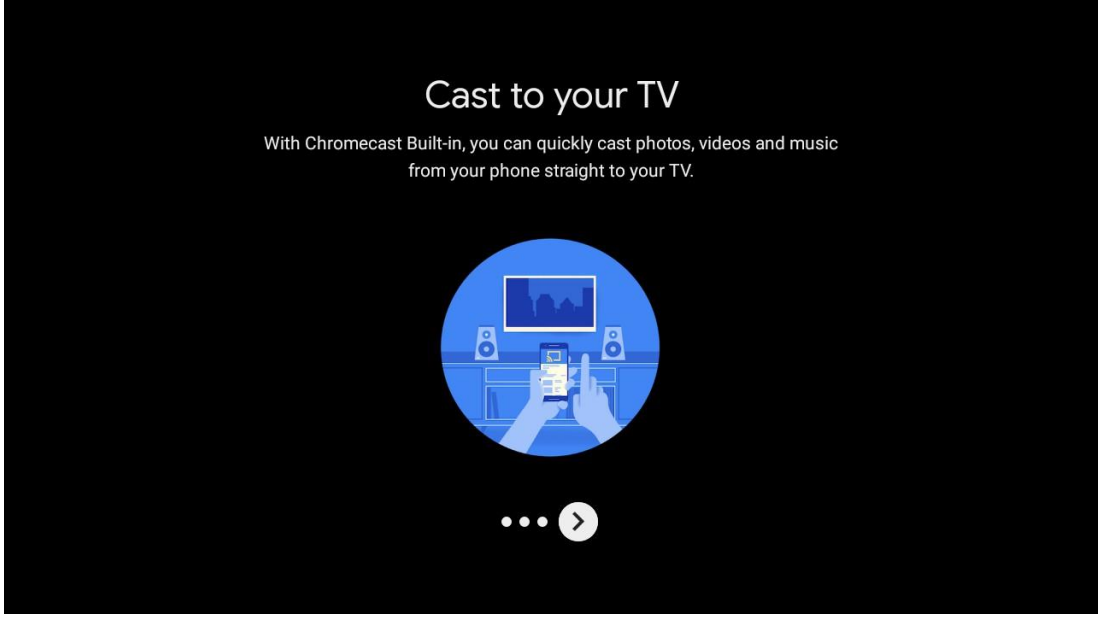 Cast to your TV
With Chromecast Built-in, you can quickly cast photos, videos and music
from your phone straight to your TV.